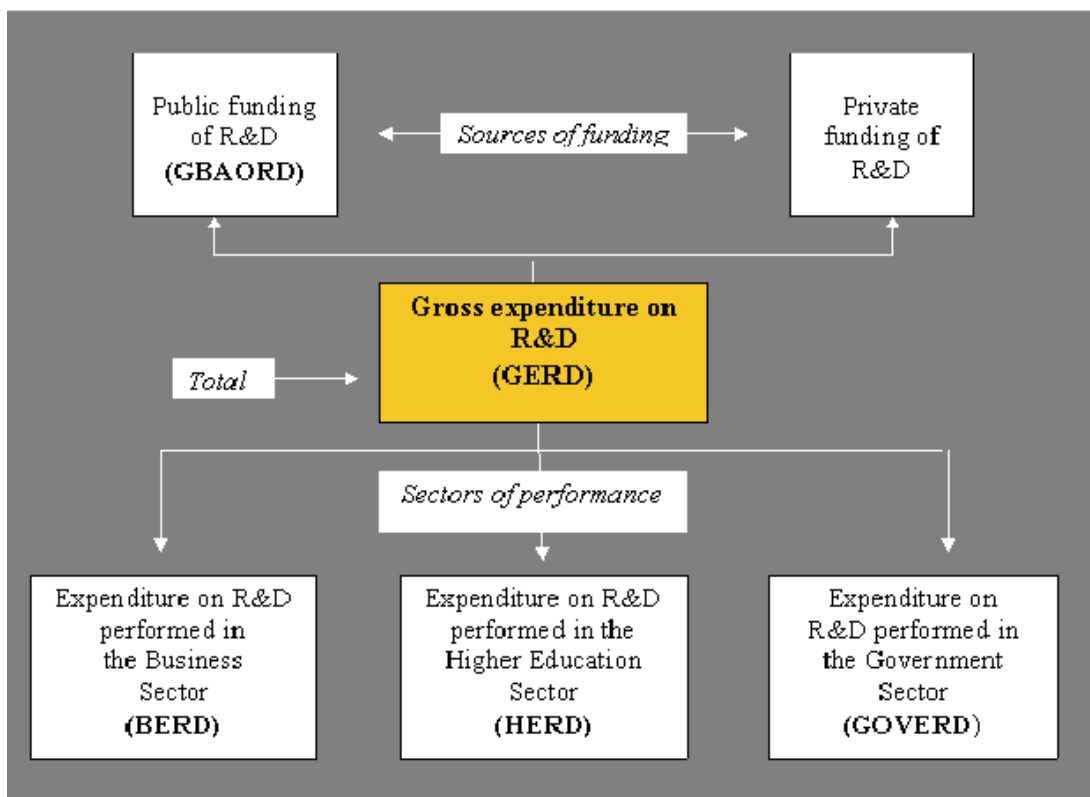 Public funding
of R&D
(GBAORD)
Sources of funding
Private
funding of
R&D
Gross expenditure on
R&D
(GERD)
Total
Sectors of performance
Expenditure on R&D
performed in
the Business
Sector
(BERD)
Expenditure on R&D
performed in the
Higher Education
Sector
(HERD)
Expenditure on
R&D performed in
the Government
Sector
(GOVERD)